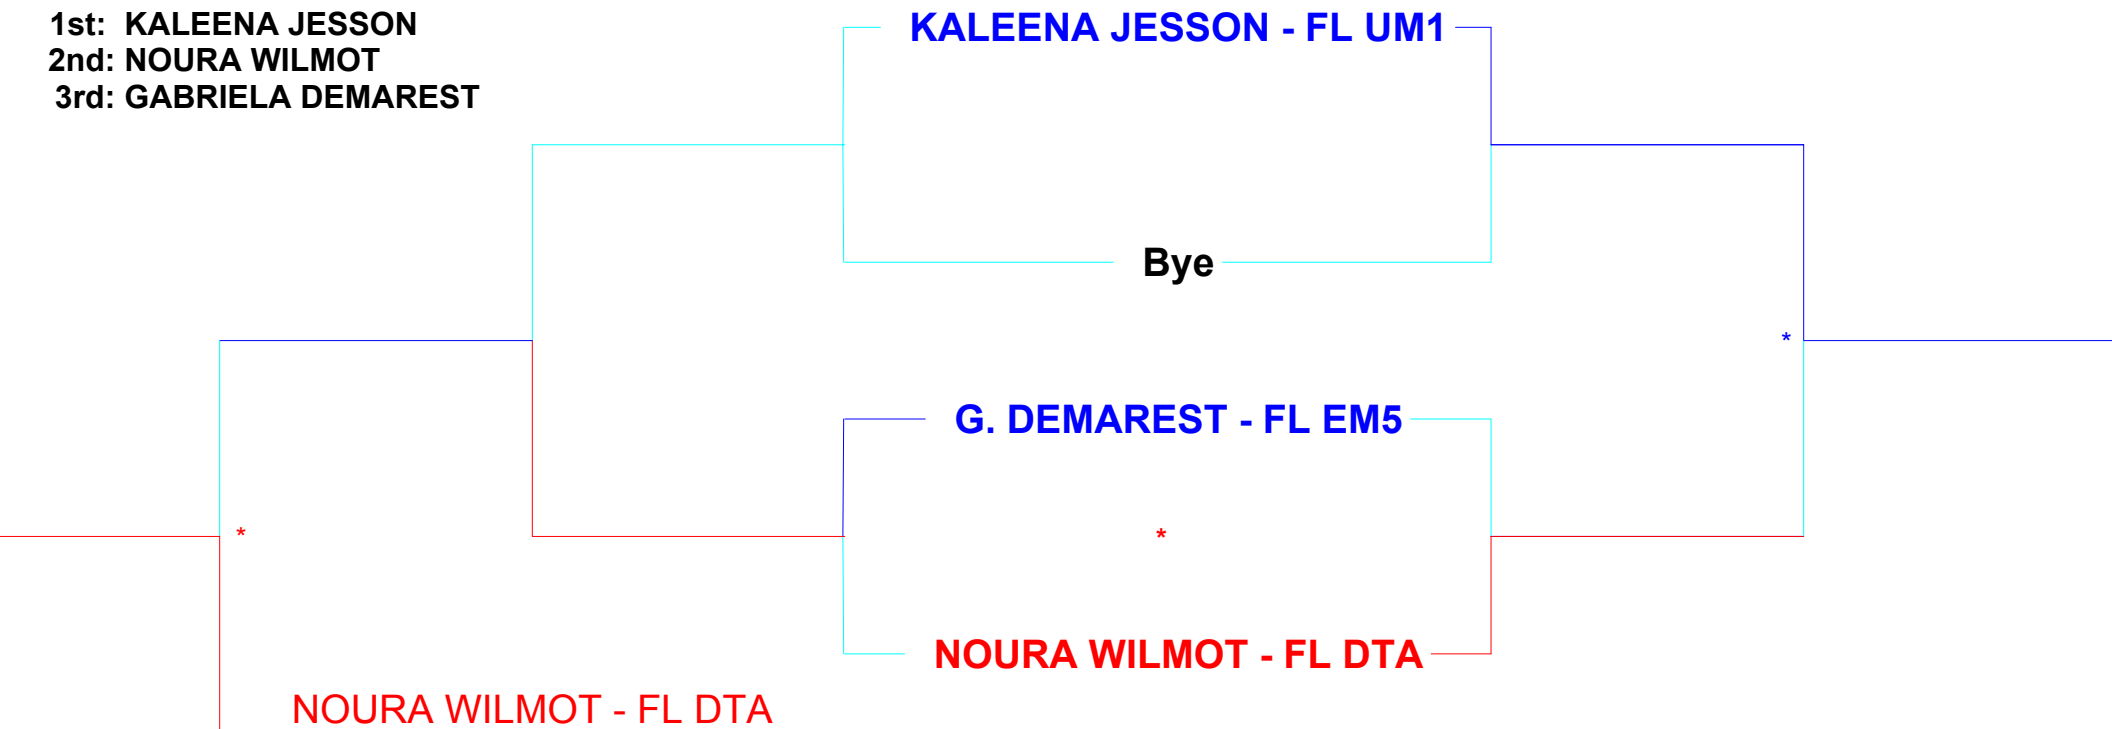 1st: KALEENA JESSON
2nd: NOURA WILMOT
3rd: GABRIELA DEMAREST
KALEENA JESSON - FL UM1
Bye
*
G. DEMAREST - FL EM5
*
*
NOURA WILMOT - FL DTA
NOURA WILMOT - FL DTA